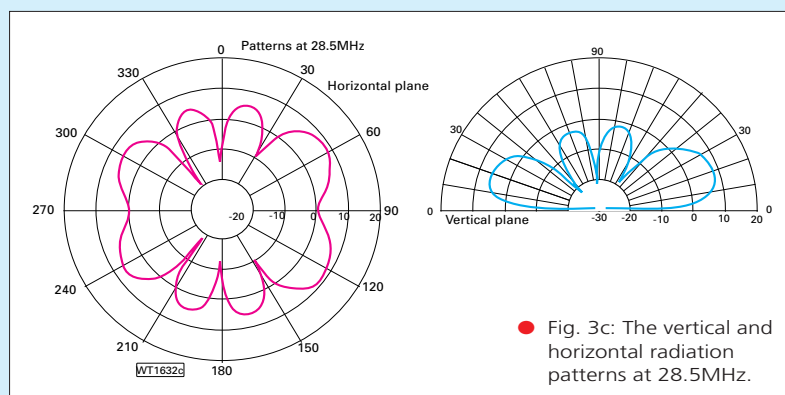 0 Patterns at 28.5MHz
330 30 Horizontal plane
300 60
270 -20 -10 0 10 20 90
240 120
210 150
180
WT1632c
90
30 30
0 -30 -20 -10 0 10 20 0
Vertical plane
Fig. 3c: The vertical and
horizontal radiation
patterns at 28.5MHz.